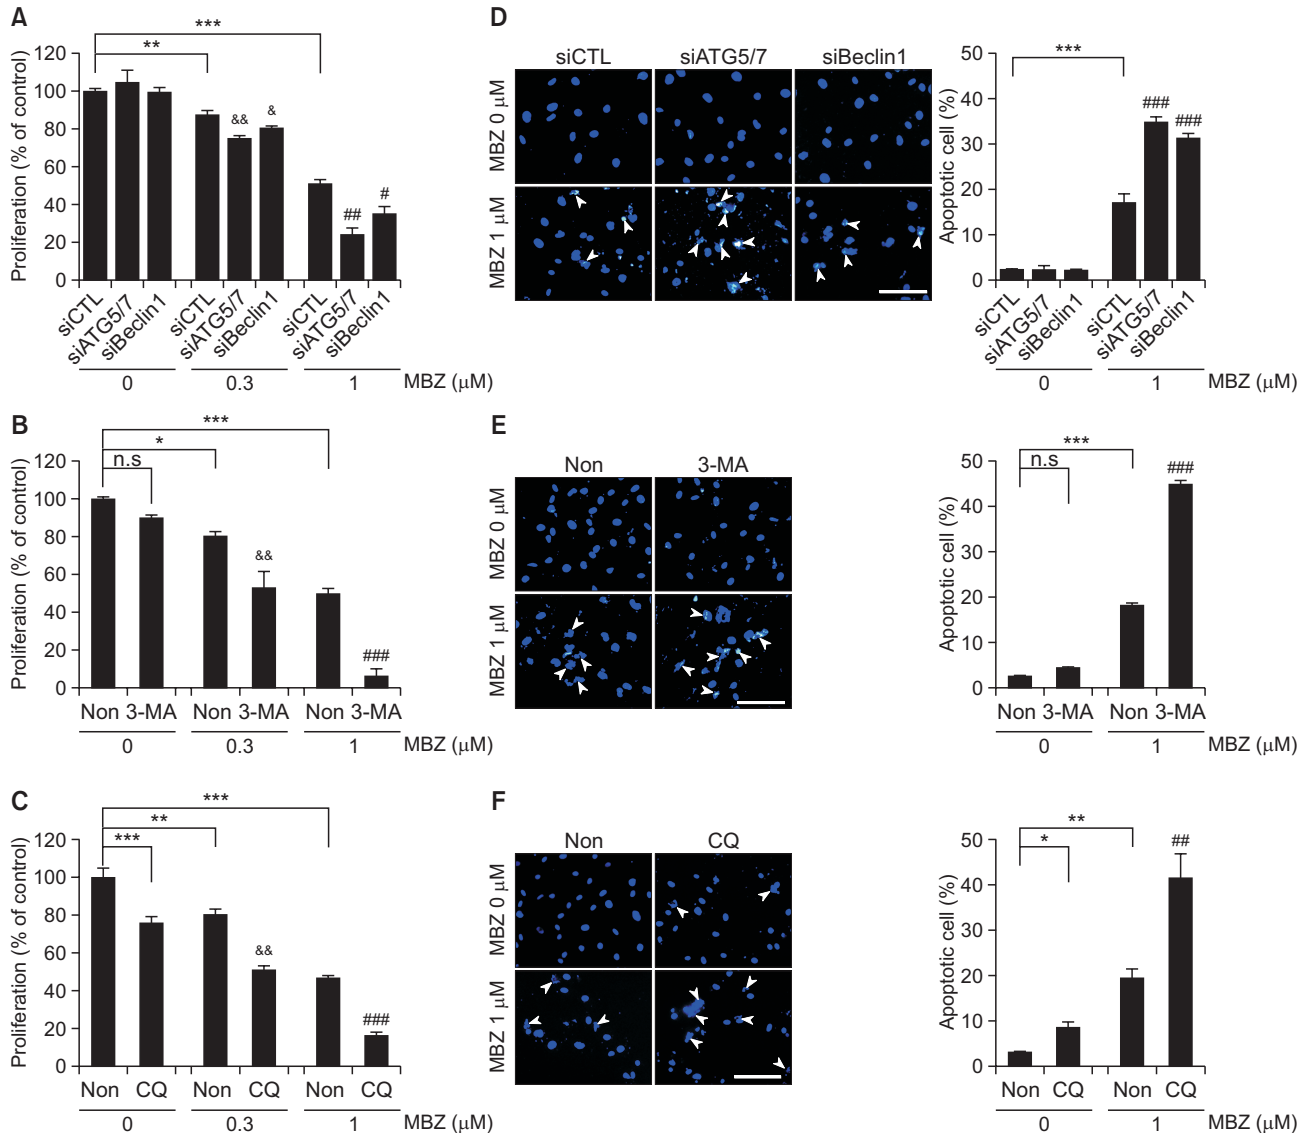 A
Proliferation (% of control)
120
100
80
60
40
20
0
***
**
&&
&
##
#
siCTL
siATG5/7
siBeclin1
siCTL
siATG5/7
siBeclin1
siCTL
siATG5/7
siBeclin1
0
0.3
1
MBZ (μM)
D
siCTL
siATG5/7
siBeclin1
MBZ 0 μM
MBZ 1 μM
Apoptotic cell (%)
50
40
30
20
10
0
***
###
###
siCTL
siATG5/7
siBeclin1
siCTL
siATG5/7
siBeclin1
0
1
MBZ (μM)
B
Proliferation (% of control)
120
100
80
60
40
20
0
***
*
n.s
&&
###
Non 3-MA
Non 3-MA
Non 3-MA
0
0.3
1
MBZ (μM)
E
Non
3-MA
MBZ 0 μM
MBZ 1 μM
Apoptotic cell (%)
50
40
30
20
10
0
***
n.s
###
Non 3-MA
Non 3-MA
0
1
MBZ (μM)
C
Proliferation (% of control)
120
100
80
60
40
20
0
***
**
***
&&
###
Non CQ
Non CQ
Non CQ
0
0.3
1
MBZ (μM)
F
Non
CQ
MBZ 0 μM
MBZ 1 μM
Apoptotic cell (%)
50
40
30
20
10
0
**
*
##
Non CQ
Non CQ
0
1
MBZ (μM)